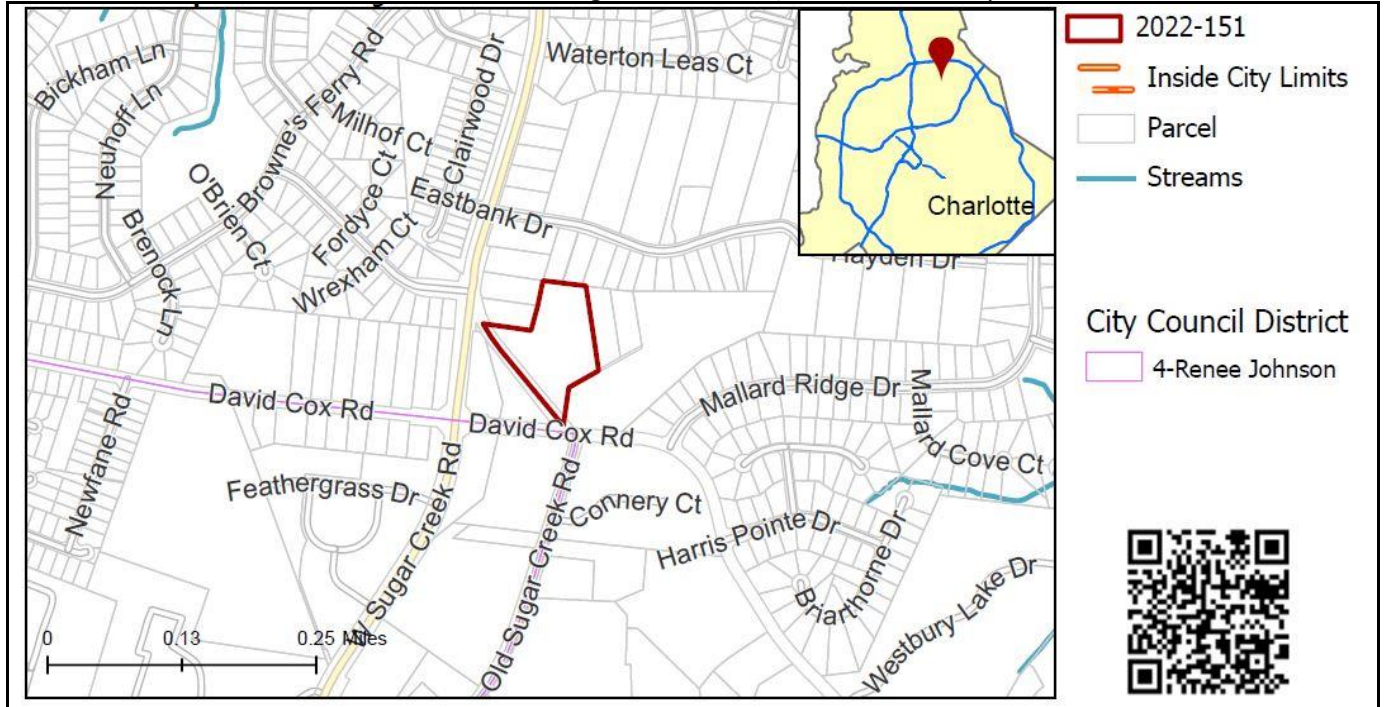 Bickham Ln
Neuhoff Ln
Browne's Ferry Rd
Milhof Ct
Clairwood Dr
Waterton Leas Ct
O'Brien Ct
Fordyce Ct
Eastbank Dr
Brenock Ln
Wrexham Ct
Hayden Dr
David Cox Rd
David Cox Rd
Mallard Ridge Dr
Mallard Cove Ct
Newfane Rd
Feathergrass Dr
W Sugar Creek Rd
Old Sugar Creek Rd
Connery Ct
Harris Pointe Dr
Briarthorne Dr
Westbury Lake Dr
0 0.13 0.25 Miles
Charlotte
2022-151
Inside City Limits
Parcel
Streams
City Council District
4-Renee Johnson